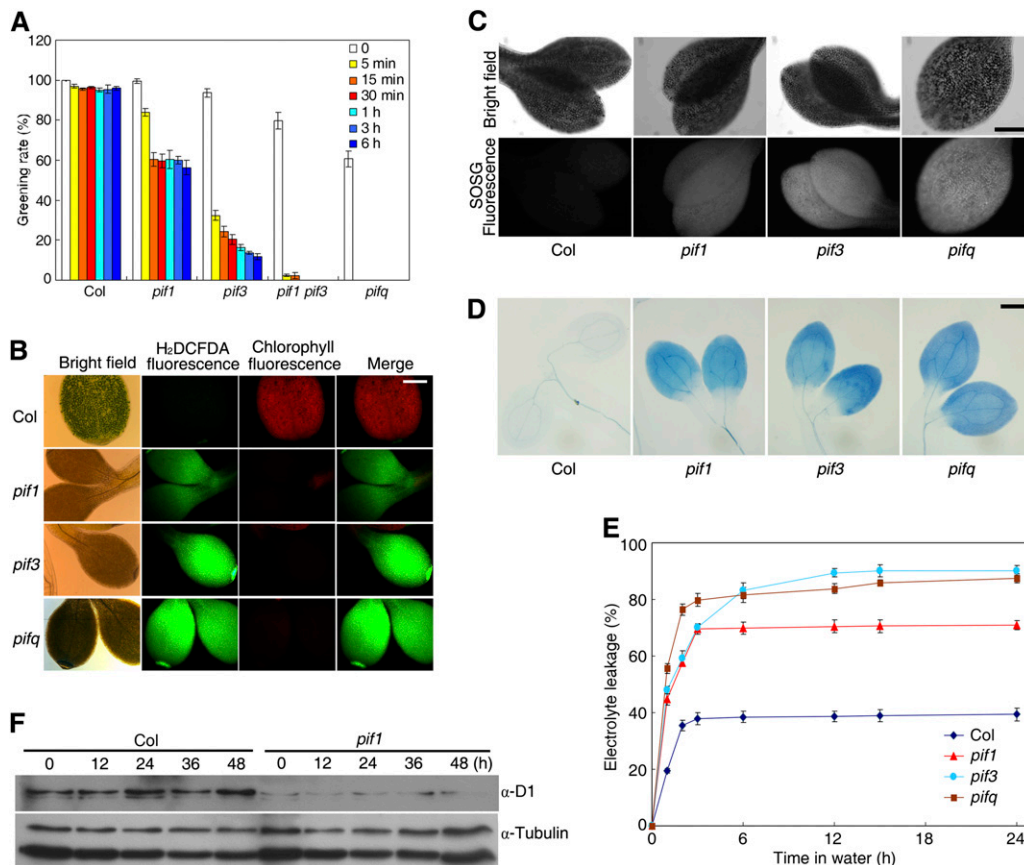 A
120
100
80
60
40
20
0
Greening rate (%)
0
5 min
15 min
30 min
1 h
3 h
6 h
Col
pif1
pif3
pif1 pif3
pifq
B
Bright field
H₂DCFDA fluorescence
Chlorophyll fluorescence
Merge
Col
pif1
pif3
pifq
C
Bright field
SOSG Fluorescence
Col
pif1
pif3
pifq
D
Col
pif1
pif3
pifq
E
100
80
60
40
20
0
Electrolyte leakage (%)
0
6
12
18
24
Time in water (h)
Col
pif1
pif3
pifq
F
Col
pif1
0 12 24 36 48 (h) 0 12 24 36 48 (h)
α-D1
α-Tubulin